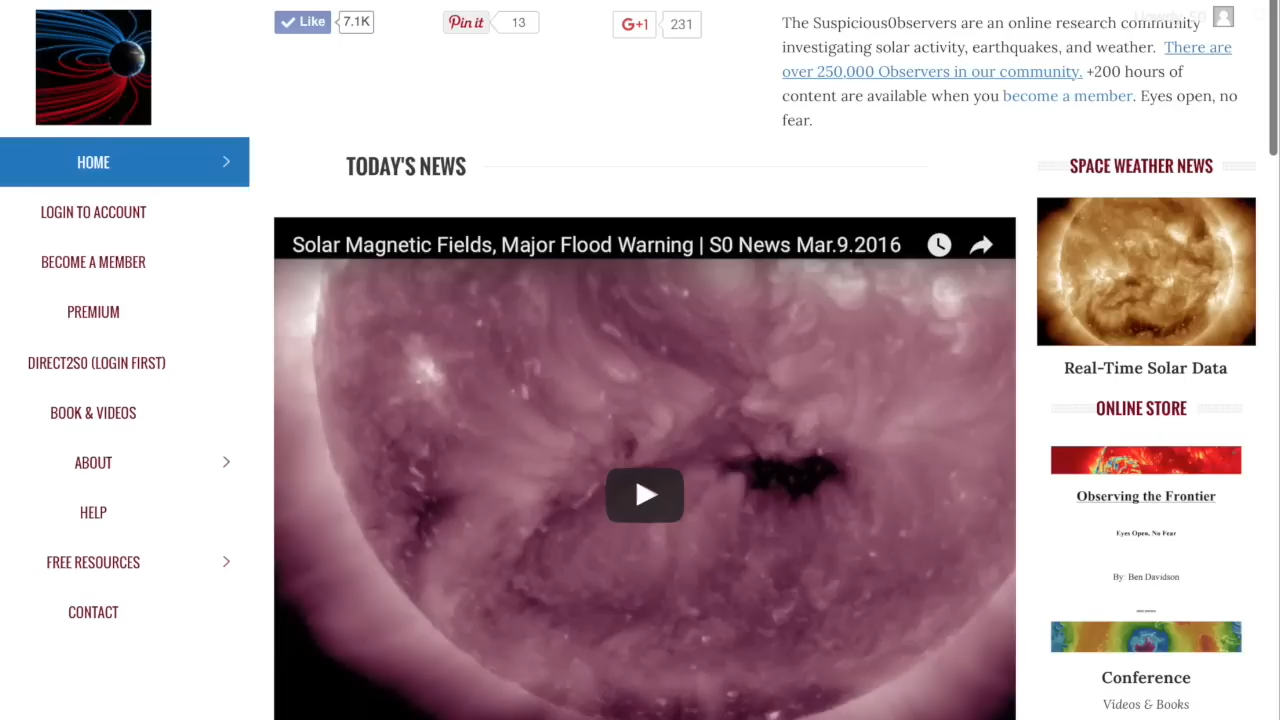 Like
7.1K
Pin it
13
G+1
231
The Suspicious0bservers are an online research community
investigating solar activity, earthquakes, and weather. There are
over 250,000 Observers in our community. +200 hours of
content are available when you become a member. Eyes open, no
fear.
HOME
LOGIN TO ACCOUNT
BECOME A MEMBER
PREMIUM
DIRECT2S0 (LOGIN FIRST)
BOOK & VIDEOS
ABOUT
HELP
FREE RESOURCES
CONTACT
TODAY'S NEWS
Solar Magnetic Fields, Major Flood Warning | S0 News Mar.9.2016
SPACE WEATHER NEWS
Real-Time Solar Data
ONLINE STORE
Observing the Frontier
Eyes Open, No Fear
By: Ben Davidson
Conference
Videos & Books